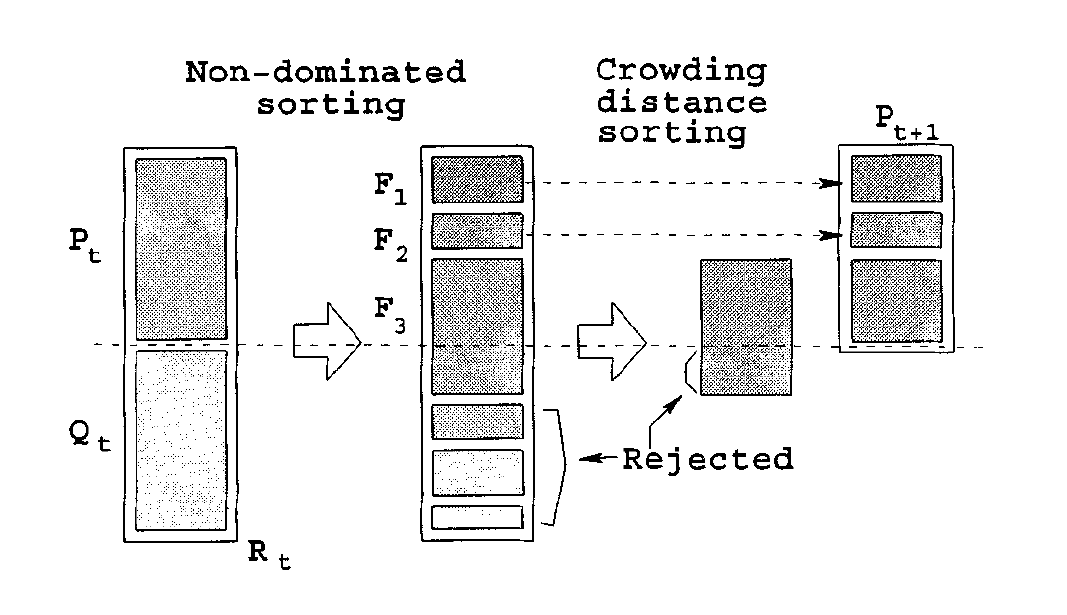 Non-dominated
sorting
Crowding
distance
sorting
P t+1
F 1
P t
F 2
F 3
Q t
Rejected
R t